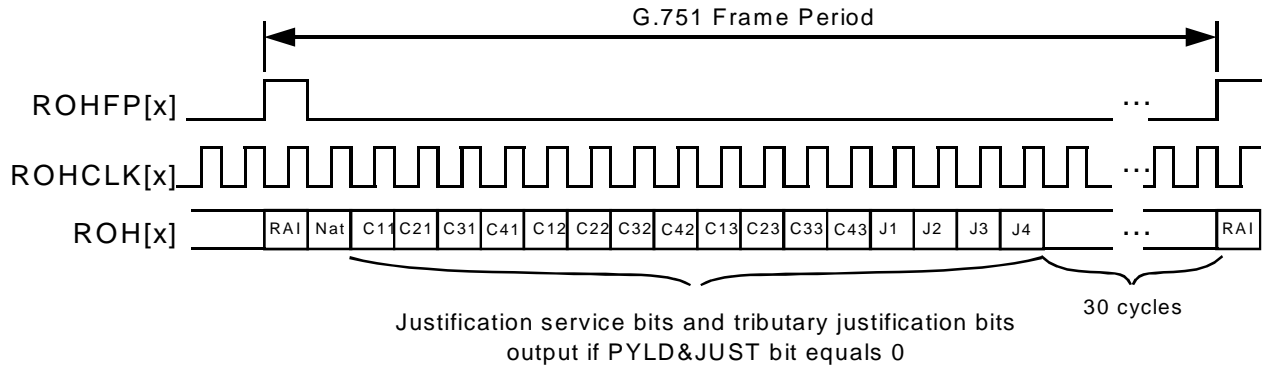 G.751 Frame Period
ROHFP[x]
...
ROHCLK[x]
...
ROH[x] RAI Nat C11 C21 C31 C41 C12 C22 C32 C42 C13 C23 C33 C43 J1 J2 J3 J4 ... RAI
30 cycles
Justification service bits and tributary justification bits
output if PYLD&JUST bit equals 0